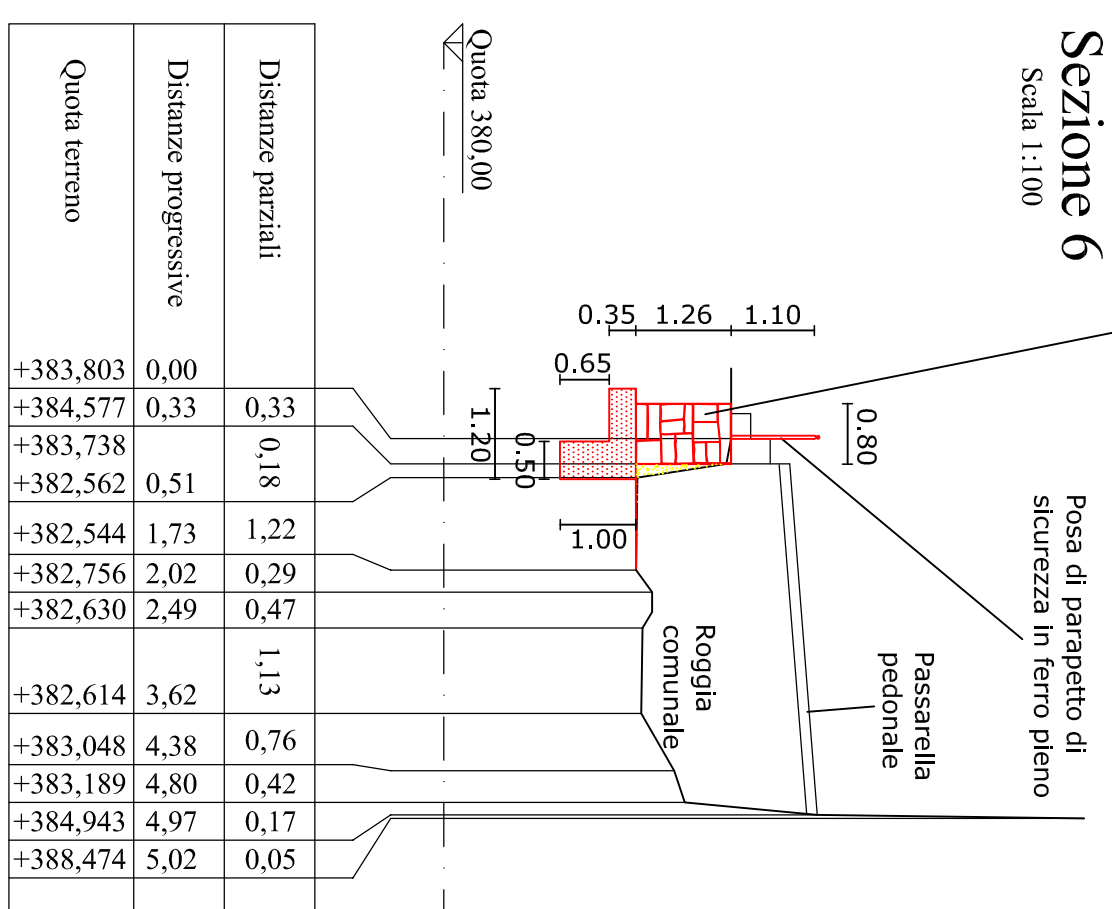 Sezione 6
Scala 1:100
Posa di parapetto di
sicurezza in ferro pieno
Passarella
pedonale
Roggia
comunale
0.80
0.35 1.26 1.10
0.65
1.20
0.50
1.00
Quota 380,00
Distanze parziali
0,33
0,18
1,22
0,29
0,47
1,13
0,76
0,42
0,17
0,05
Distanze progressive
0,00
0,33
0,51
1,73
2,02
2,49
3,62
4,38
4,80
4,97
5,02
Quota terreno
+383,803
+384,577
+383,738
+382,562
+382,544
+382,756
+382,630
+382,614
+383,048
+383,189
+384,943
+388,474